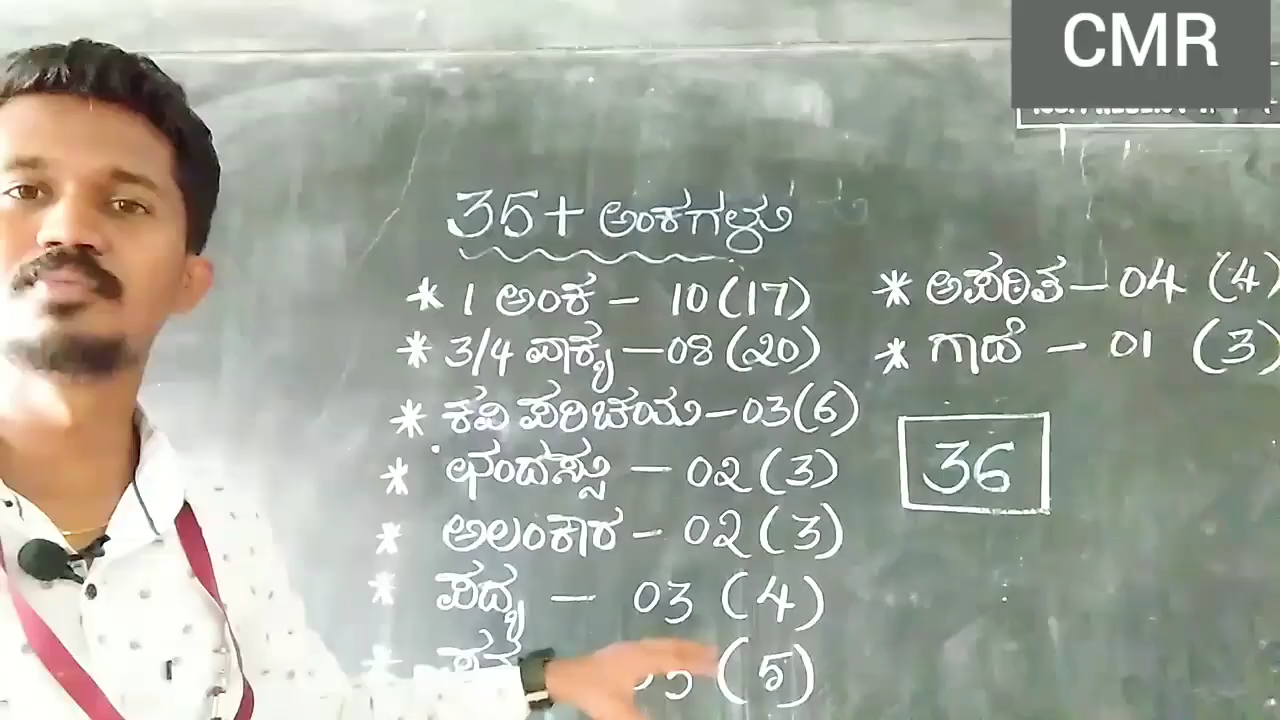 CMR
35+ ಅಂಕಗಳು
* 1 ಅಂಕ - 10 (17)
* 3/4 ವಾಕ್ಯ - 08 (20)
* ಕವಿ ಪರಿಚಯ - 03 (6)
* ಛಂದಸ್ಸು - 02 (3)
* ಅಲಂಕಾರ - 02 (3)
* ಪದ್ಯ - 03 (4)
* (5)
* ಅಪಠಿತ - 04 (4)
* ಗಾದೆ - 01 (3)
36